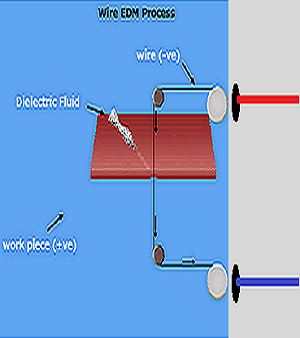 Wire EDM Process
wire (-ve)
Dielectric Fluid
work piece (+ve)